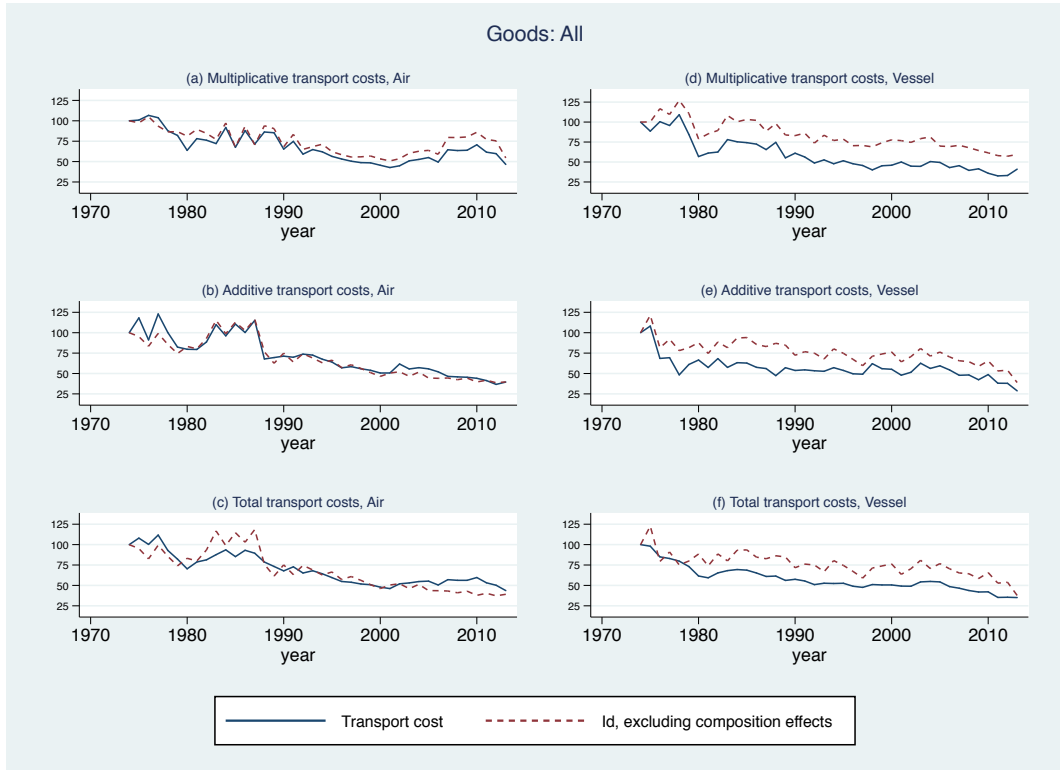 Goods: All
(a) Multiplicative transport costs, Air
125
100
75
50
25
1970 1980 1990 2000 2010
year
(d) Multiplicative transport costs, Vessel
125
100
75
50
25
1970 1980 1990 2000 2010
year
(b) Additive transport costs, Air
125
100
75
50
25
1970 1980 1990 2000 2010
year
(e) Additive transport costs, Vessel
125
100
75
50
25
1970 1980 1990 2000 2010
year
(c) Total transport costs, Air
125
100
75
50
25
1970 1980 1990 2000 2010
year
(f) Total transport costs, Vessel
125
100
75
50
25
1970 1980 1990 2000 2010
year
Transport cost Id, excluding composition effects